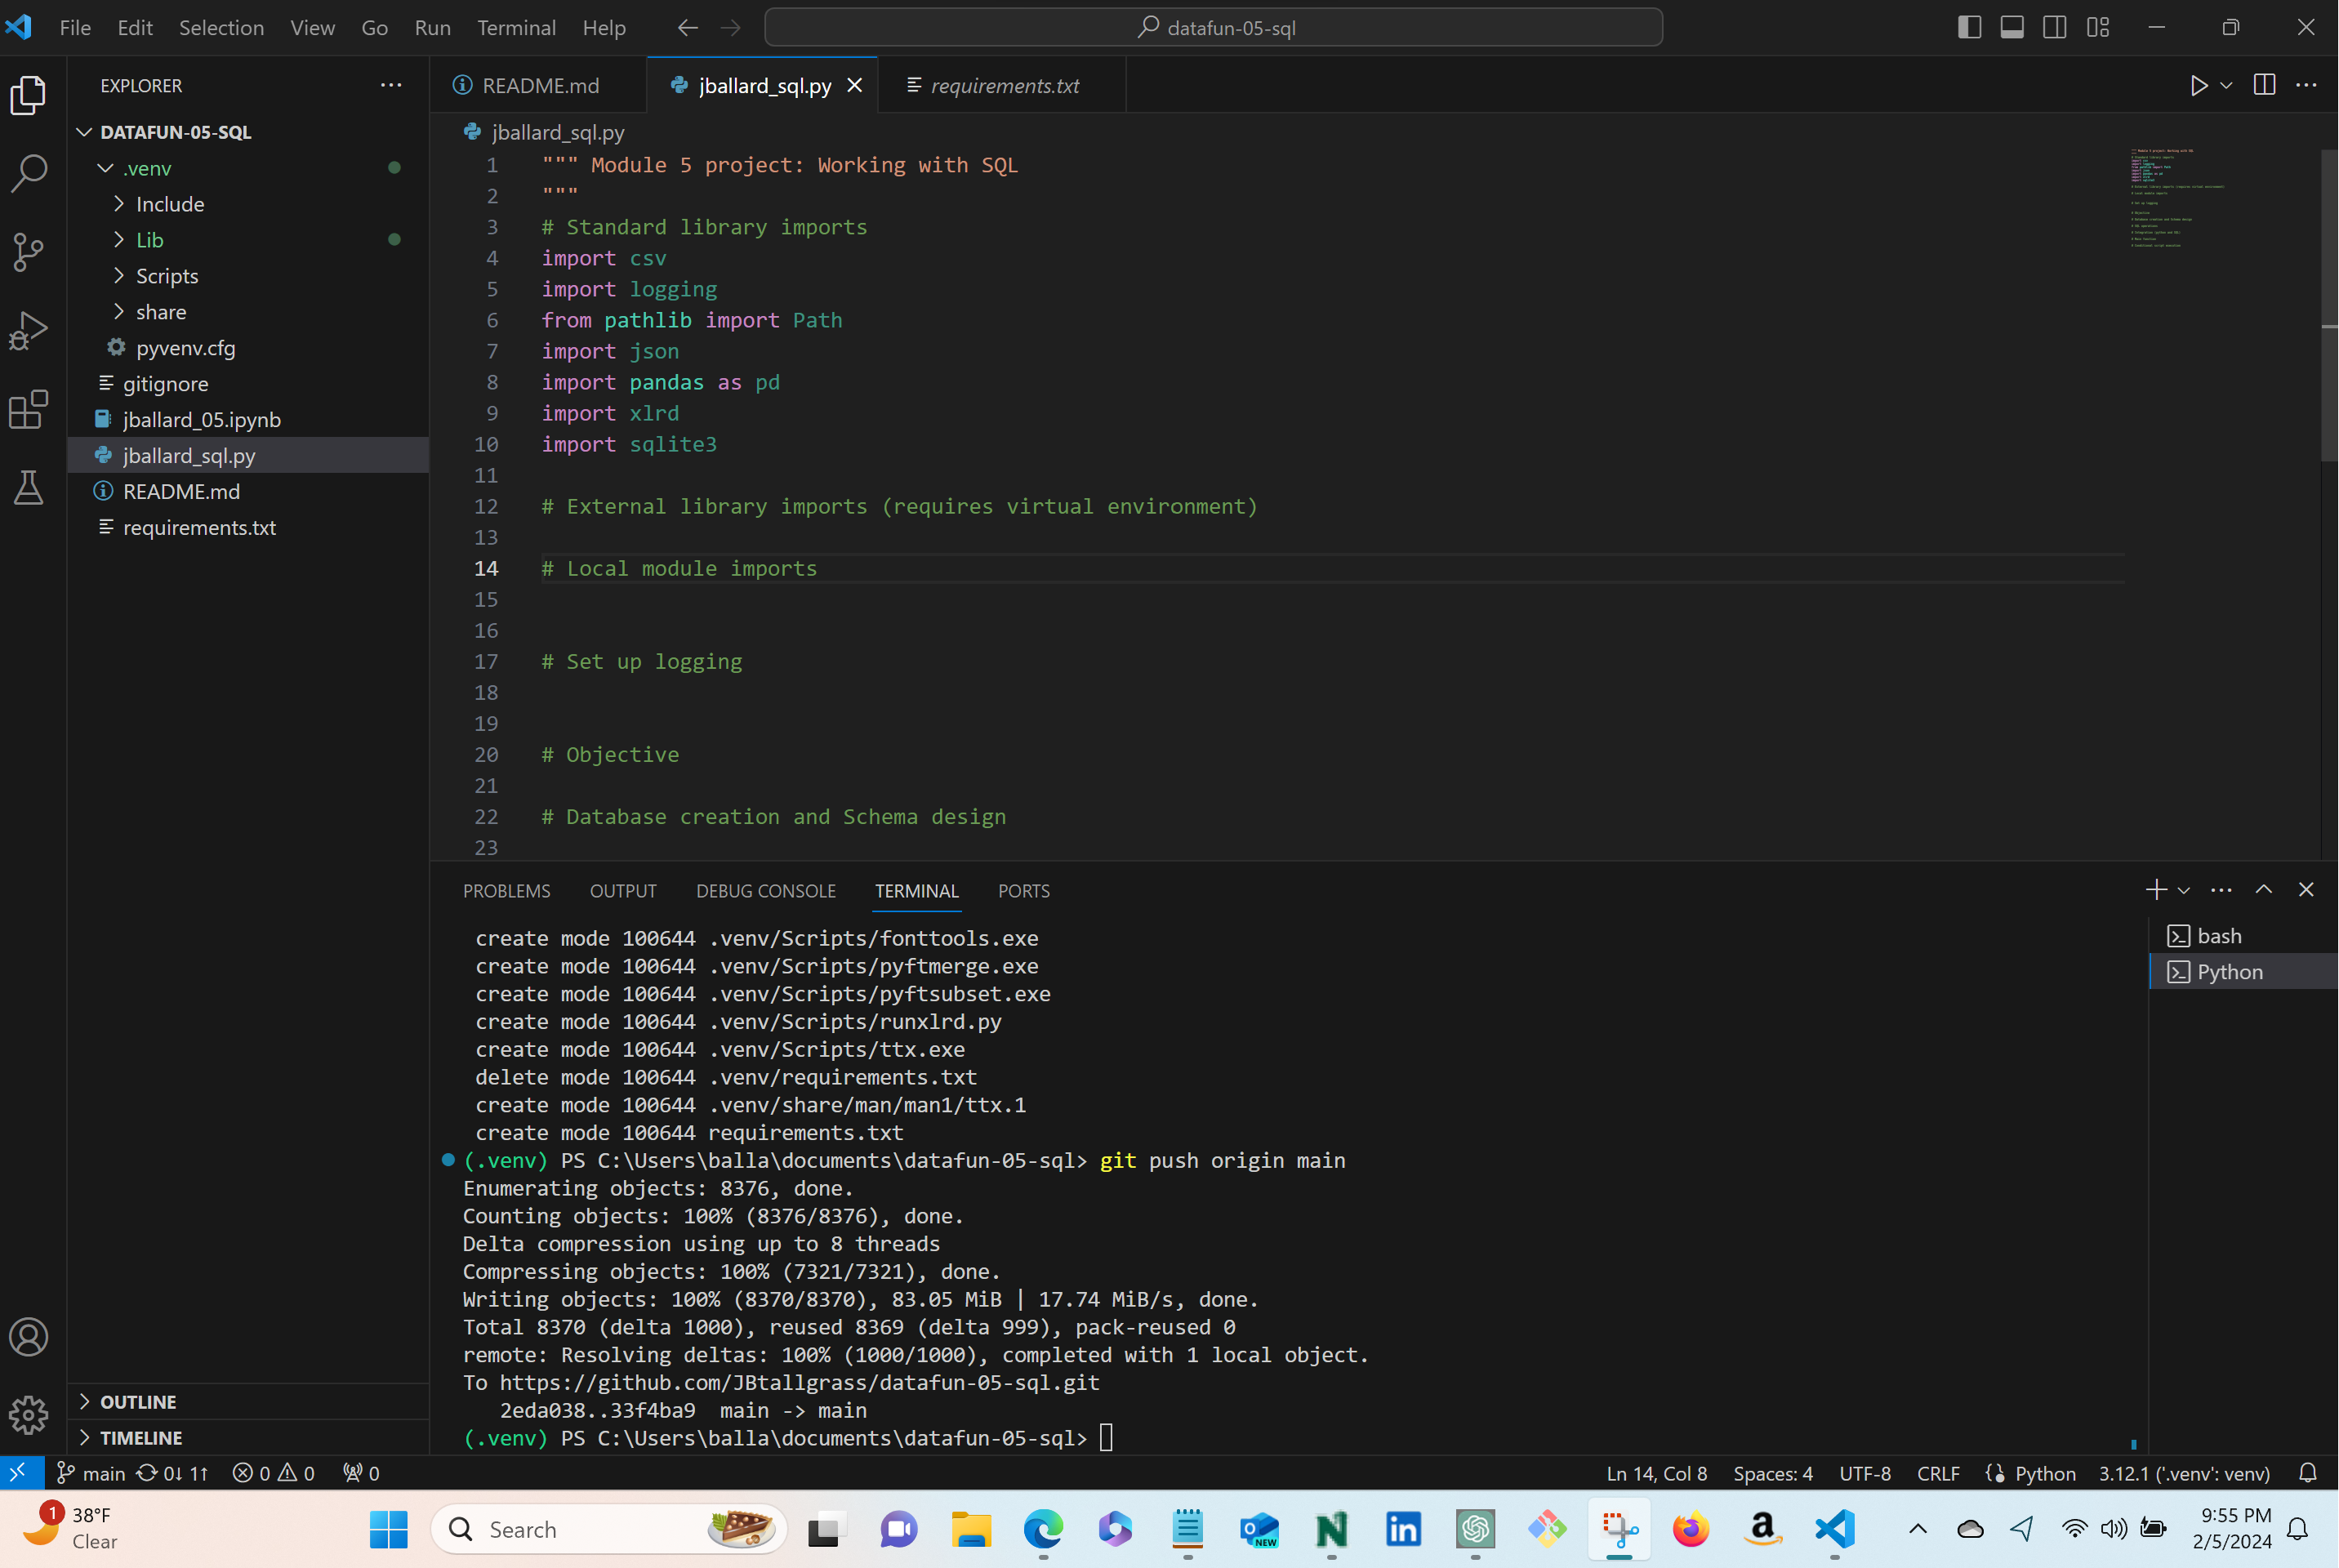 File Edit Selection View Go Run Terminal Help
datafun-05-sql
EXPLORER
DATAFUN-05-SQL
.venv
Include
Lib
Scripts
share
pyvenv.cfg
gitignore
jballard_05.ipynb
jballard_sql.py
README.md
requirements.txt
OUTLINE
TIMELINE
README.md jballard_sql.py requirements.txt
jballard_sql.py
1 """ Module 5 project: Working with SQL
2 """
3 # Standard library imports
4 import csv
5 import logging
6 from pathlib import Path
7 import json
8 import pandas as pd
9 import xlrd
10 import sqlite3
11
12 # External library imports (requires virtual environment)
13
14 # Local module imports
15
16
17 # Set up logging
18
19
20 # Objective
21
22 # Database creation and Schema design
23
PROBLEMS OUTPUT DEBUG CONSOLE TERMINAL PORTS
create mode 100644 .venv/Scripts/fonttools.exe
create mode 100644 .venv/Scripts/pyftmerge.exe
create mode 100644 .venv/Scripts/pyftsubset.exe
create mode 100644 .venv/Scripts/runxlrd.py
create mode 100644 .venv/Scripts/ttx.exe
delete mode 100644 .venv/requirements.txt
create mode 100644 .venv/share/man/man1/ttx.1
create mode 100644 requirements.txt
(.venv) PS C:\Users\balla\documents\datafun-05-sql> git push origin main
Enumerating objects: 8376, done.
Counting objects: 100% (8376/8376), done.
Delta compression using up to 8 threads
Compressing objects: 100% (7321/7321), done.
Writing objects: 100% (8370/8370), 83.05 MiB | 17.74 MiB/s, done.
Total 8370 (delta 1000), reused 8369 (delta 999), pack-reused 0
remote: Resolving deltas: 100% (1000/1000), completed with 1 local object.
To https://github.com/JBtallgrass/datafun-05-sql.git
2eda038..33f4ba9 main -> main
(.venv) PS C:\Users\balla\documents\datafun-05-sql>
bash
Python
main 0↓ 1↑ 0 0 0
Ln 14, Col 8 Spaces: 4 UTF-8 CRLF Python 3.12.1 ('.venv': venv)
1
38°F
Clear
Search
NEW
N
in
a
9:55 PM
2/5/2024